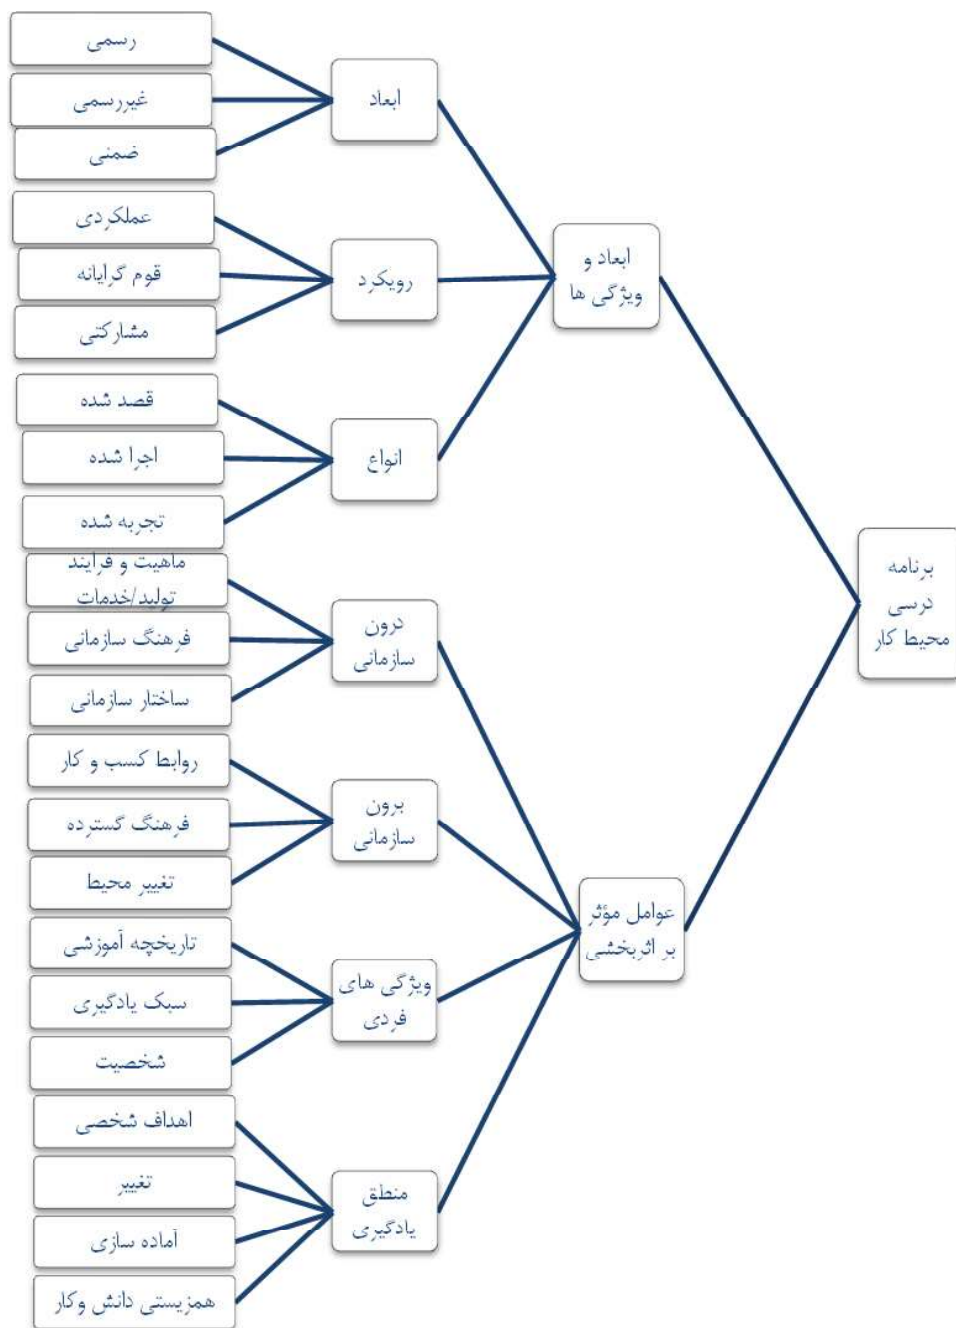 برنامه
درسی
محیط کار
ابعاد و
ویژگی ها
ابعاد
رسمی
غیررسمی
ضمنی
رویکرد
عملکردی
قوم گرایانه
مشارکتی
انواع
قصد شده
اجرا شده
تجربه شده
عوامل مؤثر
بر اثربخشی
درون
سازمانی
ماهیت و فرایند
تولید/خدمات
فرهنگ سازمانی
ساختار سازمانی
برون
سازمانی
روابط کسب و کار
فرهنگ گسترده
تغییر محیط
ویژگی های
فردی
تاریخچه آموزشی
سبک یادگیری
شخصیت
منطق
یادگیری
اهداف شخصی
تغییر
آماده سازی
همزیستی دانش وکار